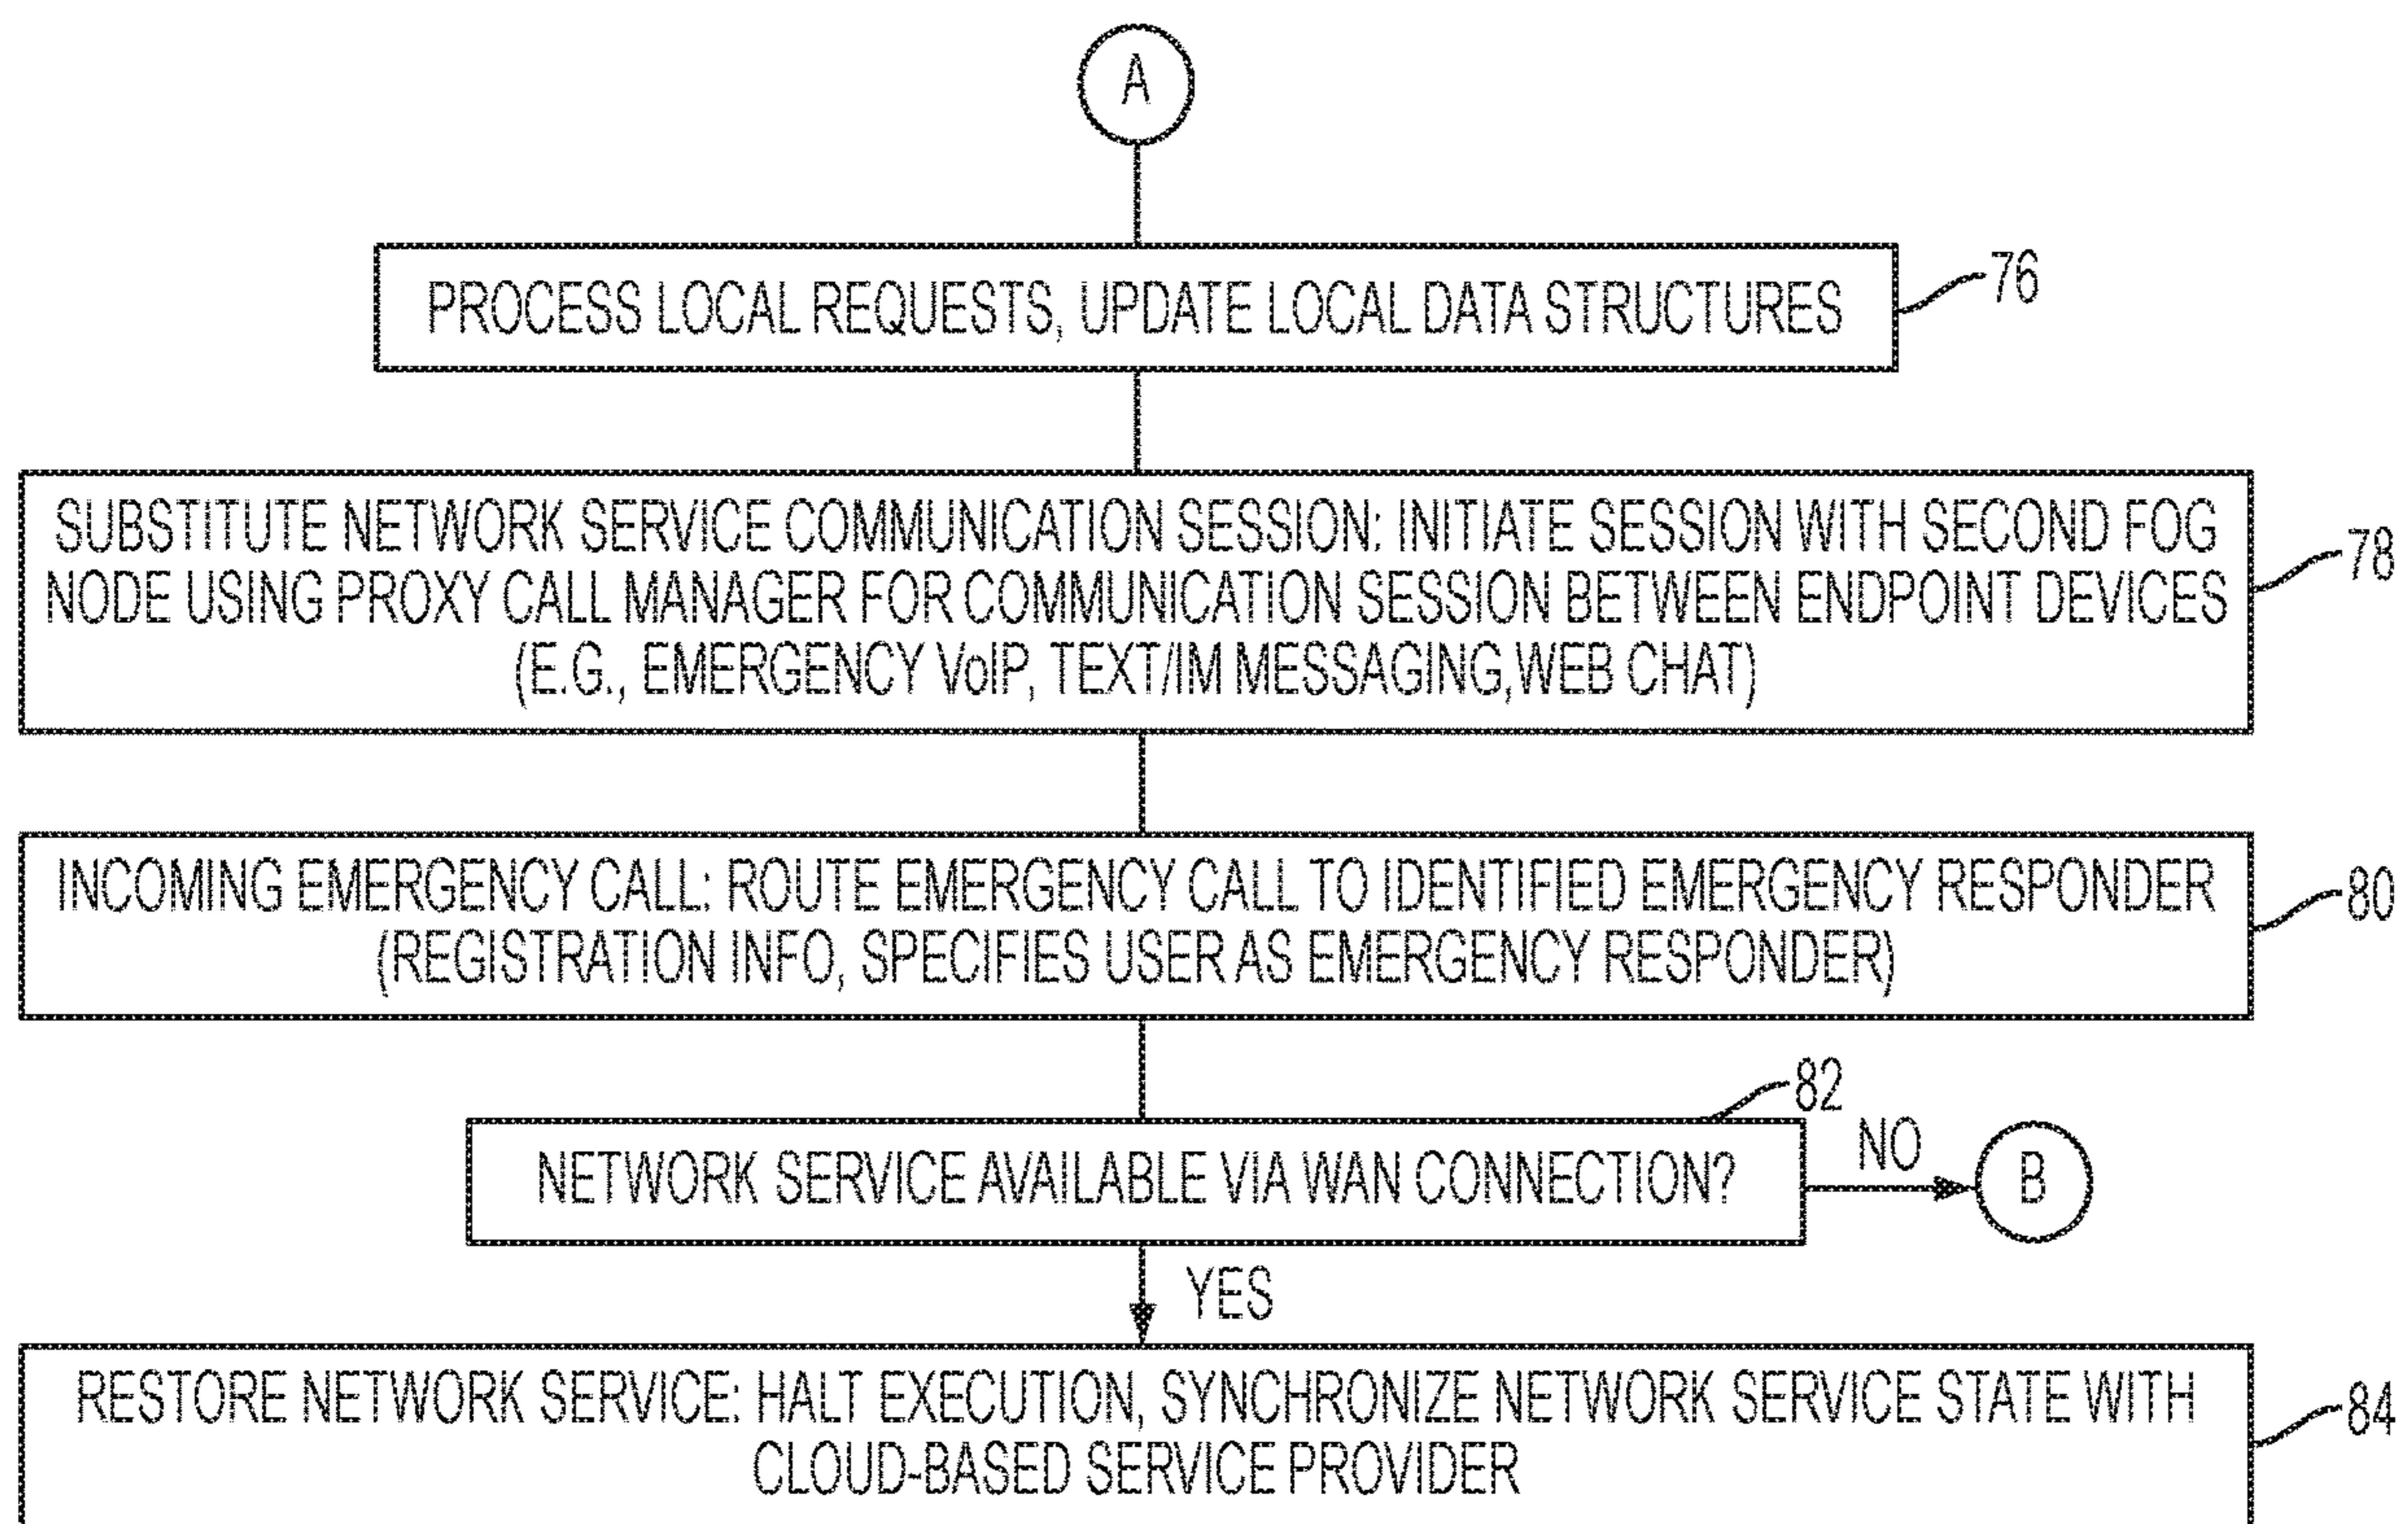 A
PROCESS LOCAL REQUESTS, UPDATE LOCAL DATA STRUCTURES
76
SUBSTITUTE NETWORK SERVICE COMMUNICATION SESSION: INITIATE SESSION WITH SECOND FOG
NODE USING PROXY CALL MANAGER FOR COMMUNICATION SESSION BETWEEN ENDPOINT DEVICES
(E.G., EMERGENCY VoIP, TEXT/IM MESSAGING,WEB CHAT)
78
INCOMING EMERGENCY CALL: ROUTE EMERGENCY CALL TO IDENTIFIED EMERGENCY RESPONDER
(REGISTRATION INFO, SPECIFIES USER AS EMERGENCY RESPONDER)
80
82
NETWORK SERVICE AVAILABLE VIA WAN CONNECTION?
NO
B
YES
RESTORE NETWORK SERVICE: HALT EXECUTION, SYNCHRONIZE NETWORK SERVICE STATE WITH
CLOUD-BASED SERVICE PROVIDER
84